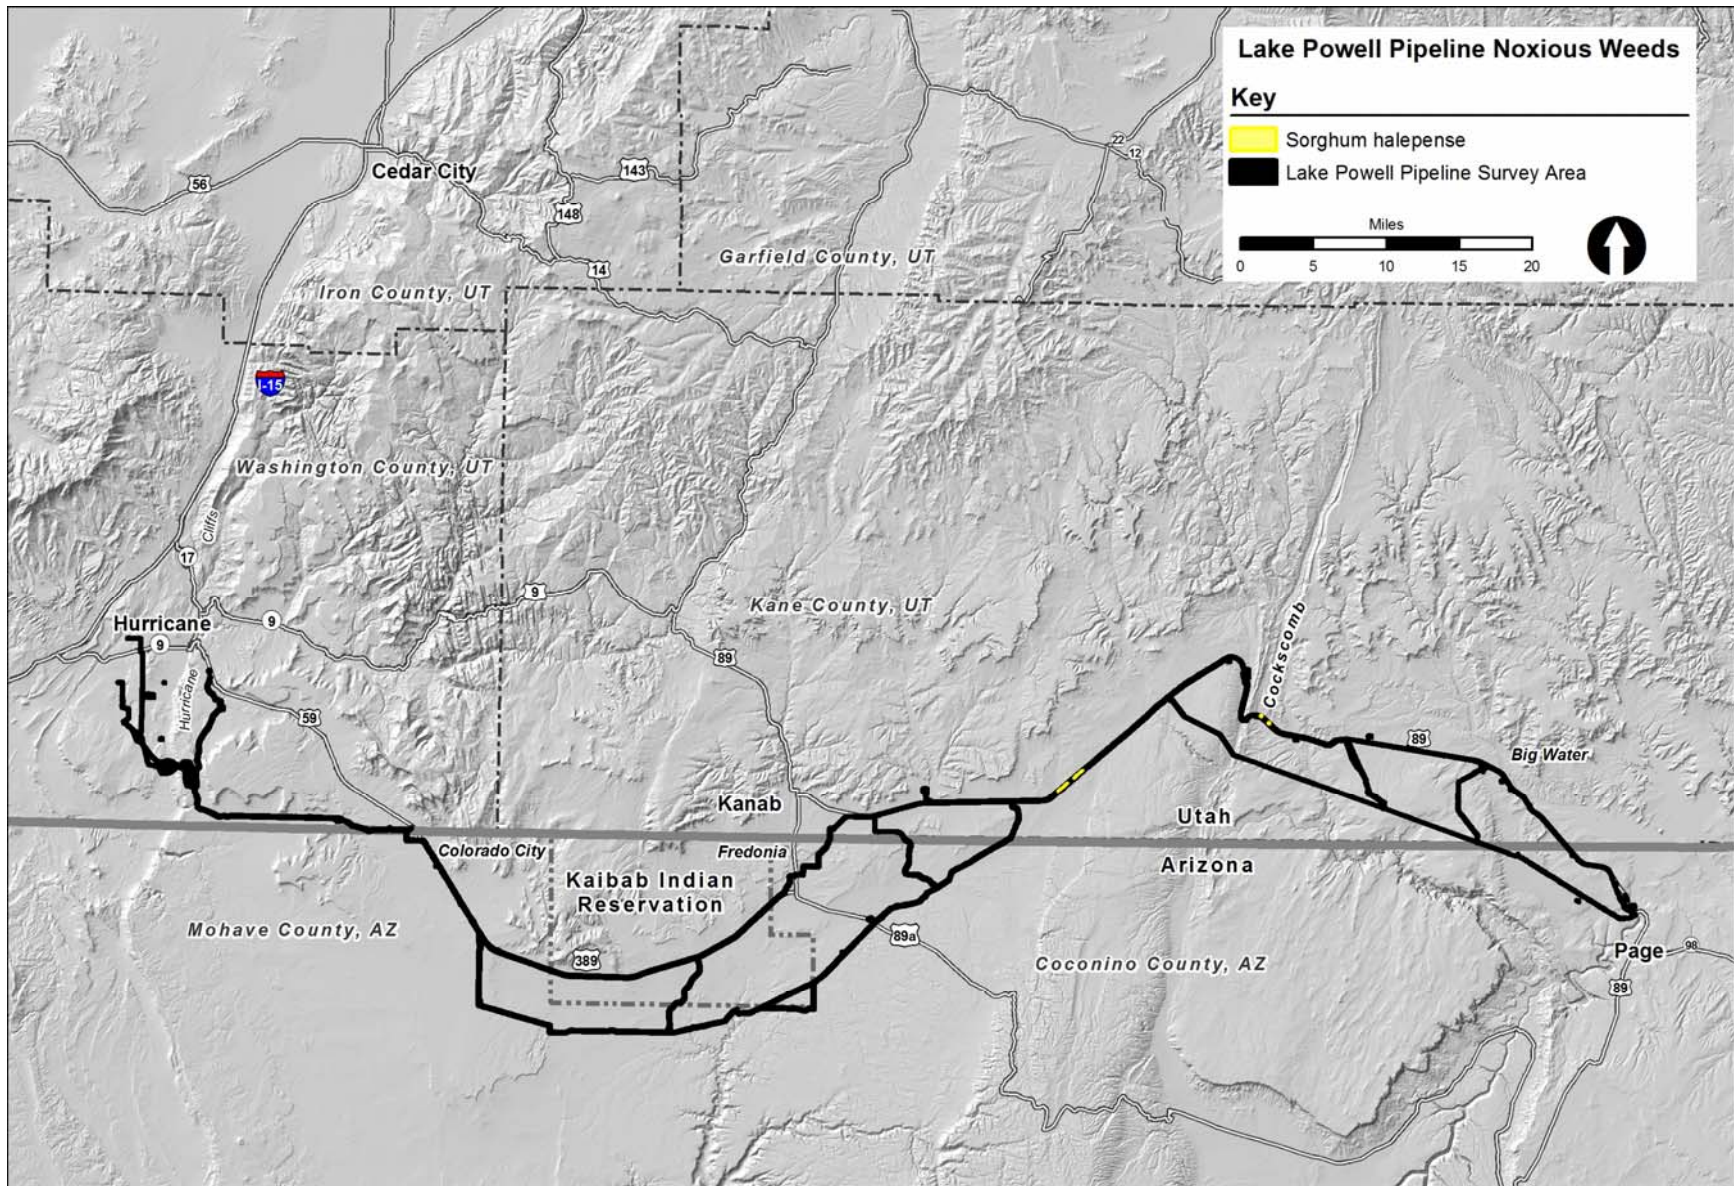 Lake Powell Pipeline Noxious Weeds
Key
Sorghum halepense
Lake Powell Pipeline Survey Area
Miles
0 5 10 15 20
22
12
56
Cedar City
143
148
14
Garfield County, UT
Iron County, UT
I-15
Washington County, UT
Cliffs
17
9
Kane County, UT
Hurricane
9
9
89
Cockscomb
Hurricane
59
89
Big Water
Kanab
Utah
Colorado City
Fredonia
Arizona
Kaibab Indian
Reservation
Mohave County, AZ
89a
389
Coconino County, AZ
Page
98
89